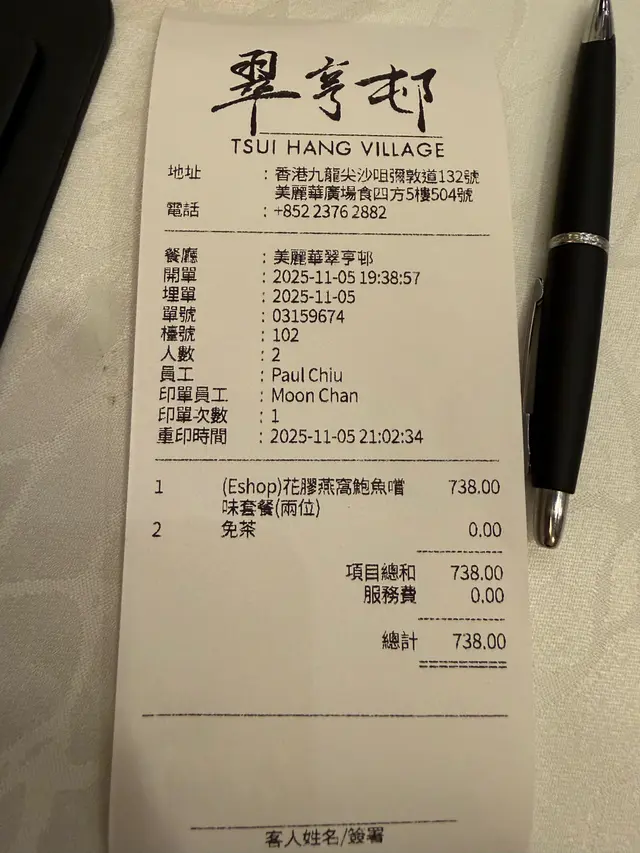 翠亨邨
TSUI HANG VILLAGE
地址 : 香港九龍尖沙咀彌敦道132號
美麗華廣場食四方5樓504號
電話 : +852 2376 2882
餐廳 : 美麗華翠亨邨
開單 : 2025-11-05 19:38:57
埋單 : 2025-11-05
單號 : 03159674
檯號 : 102
人數 : 2
員工 : Paul Chiu
印單員工 : Moon Chan
印單次數 : 1
重印時間 : 2025-11-05 21:02:34
1 (Eshop)花膠燕窩鮑魚嚐 738.00
味套餐(兩位)
2 免茶 0.00
項目總和 738.00
服務費 0.00
總計 738.00
客人姓名/簽署